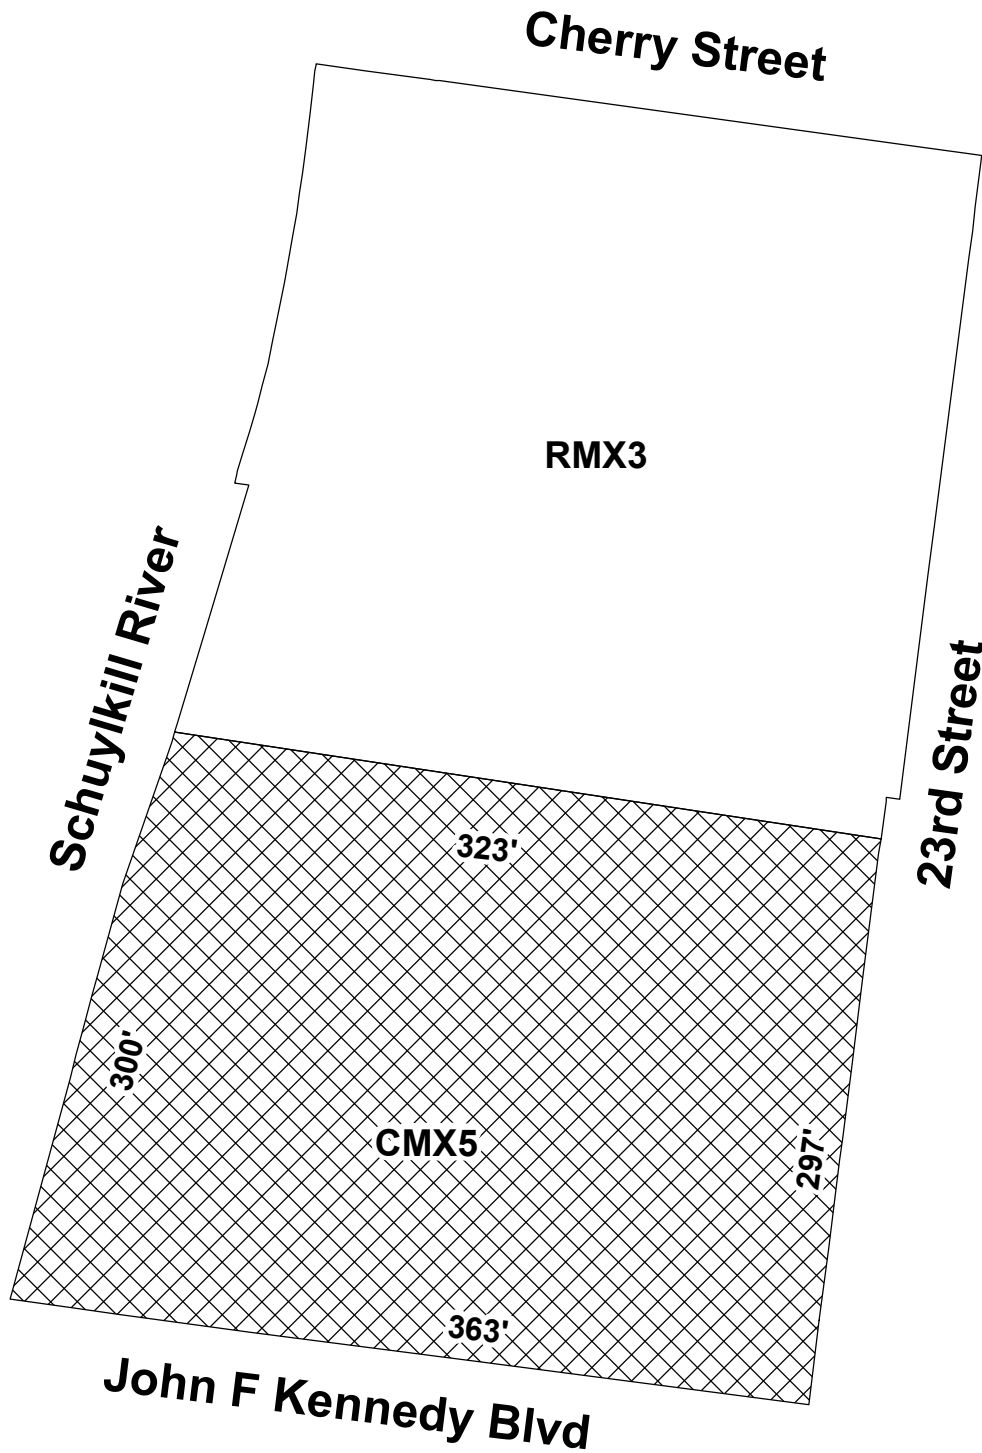 Cherry Street
RMX3
Schuylkill River
23rd Street
323'
300'
CMX5
297'
363'
John F Kennedy Blvd